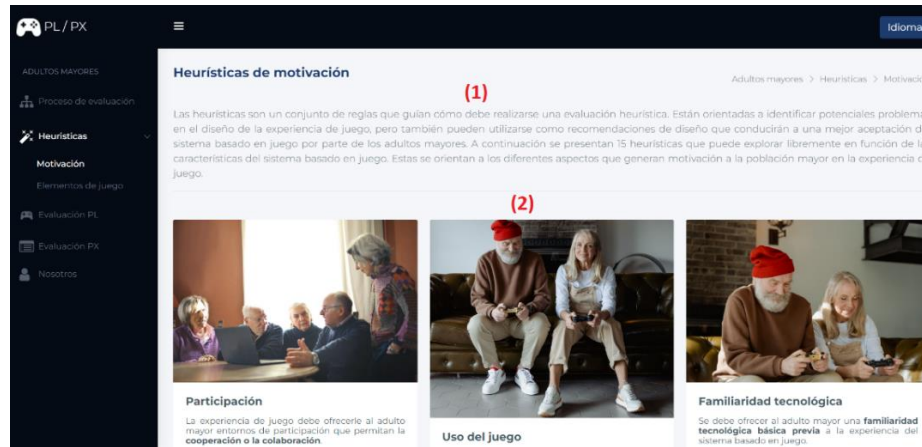 PL / PX
Idioma
ADULTOS MAYORES
Proceso de evaluación
Heurísticas
Motivación
Elementos de juego
Evaluación PL
Evaluación PX
Nosotros
Heurísticas de motivación
Adultos mayores > Heurísticas > Motivació
(1)
Las heurísticas son un conjunto de reglas que guían cómo debe realizarse una evaluación heurística. Están orientadas a identificar potenciales problema
en el diseño de la experiencia de juego, pero también pueden utilizarse como recomendaciones de diseño que conducirán a una mejor aceptación d
sistema basado en juego por parte de los adultos mayores. A continuación se presentan 15 heurísticas que puede explorar libremente en función de la
características del sistema basado en juego. Estas se orientan a los diferentes aspectos que generan motivación a la población mayor en la experiencia d
juego.
(2)
Participación
La experiencia de juego debe ofrecerle al adulto
mayor entornos de participación que permitan la
cooperación o la colaboración.
Uso del juego
Familiaridad tecnológica
Se debe ofrecer al adulto mayor una familiaridad
tecnológica básica previa a la experiencia del
sistema basado en juego.